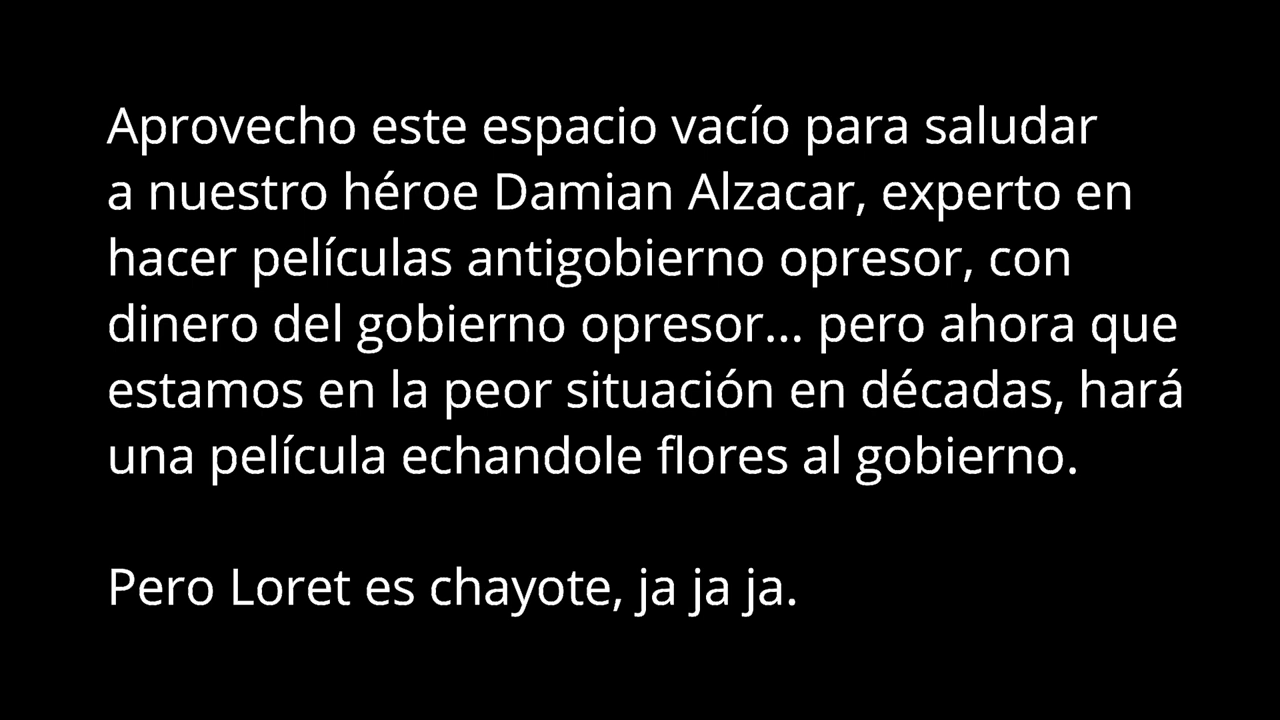 Aprovecho este espacio vacío para saludar
a nuestro héroe Damian Alzacar, experto en
hacer películas antigobierno opresor, con
dinero del gobierno opresor... pero ahora que
estamos en la peor situación en décadas, hará
una película echandole flores al gobierno.
Pero Loret es chayote, ja ja ja.